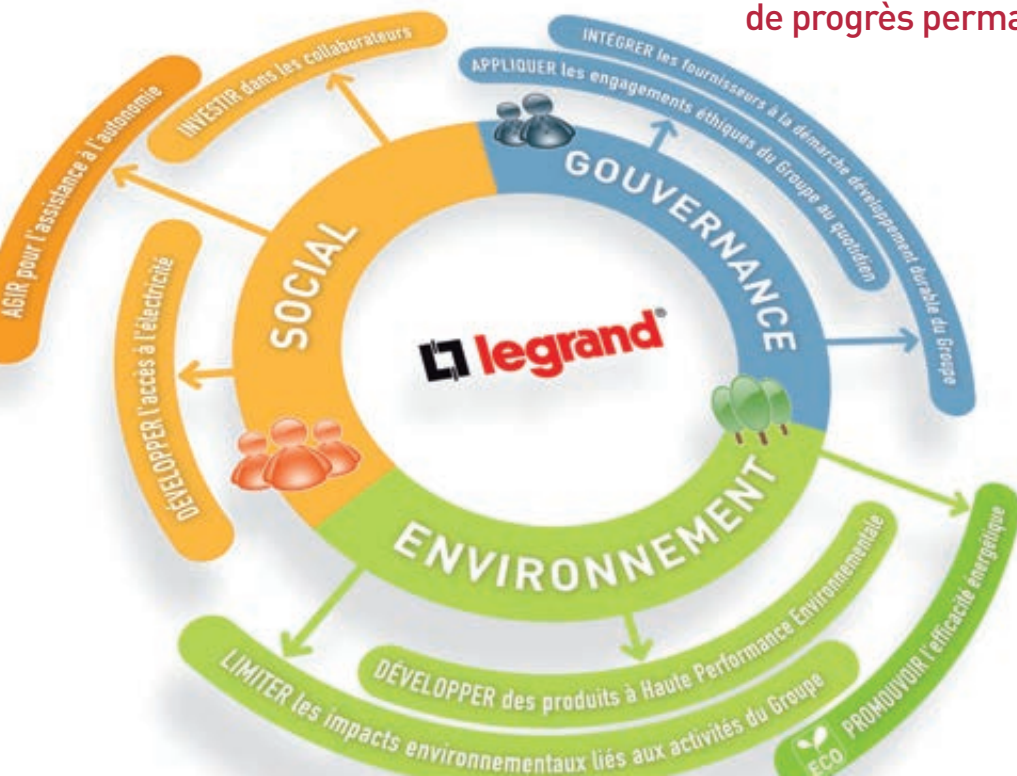 de progrès perma
INTÉGRER les fournisseurs à la démarche développement durable du Groupe
APPLIQUER les engagements éthiques du Groupe au quotidien
INVESTIR dans les collaborateurs
AGIR pour l'assistance à l'autonomie
DÉVELOPPER l'accès à l'électricité
SOCIAL
GOUVERNANCE
legrand®
ENVIRONNEMENT
DÉVELOPPER des produits à Haute Performance Environnementale
LIMITER les impacts environnementaux liés aux activités du Groupe
ECO PROMOUVOIR l'efficacité énergétique